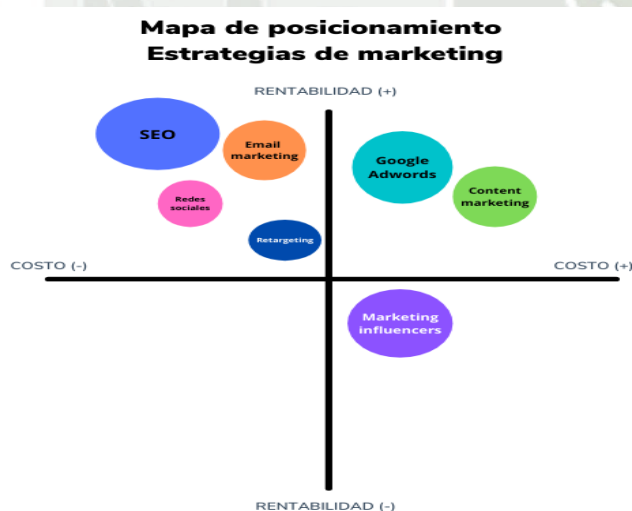 Mapa de posicionamiento
Estrategias de marketing
RENTABILIDAD (+)
SEO
Email
marketing
Google
Adwords
Redes
sociales
Content
marketing
Retargeting
COSTO (-)
COSTO (+)
Marketing
influencers
RENTABILIDAD (-)